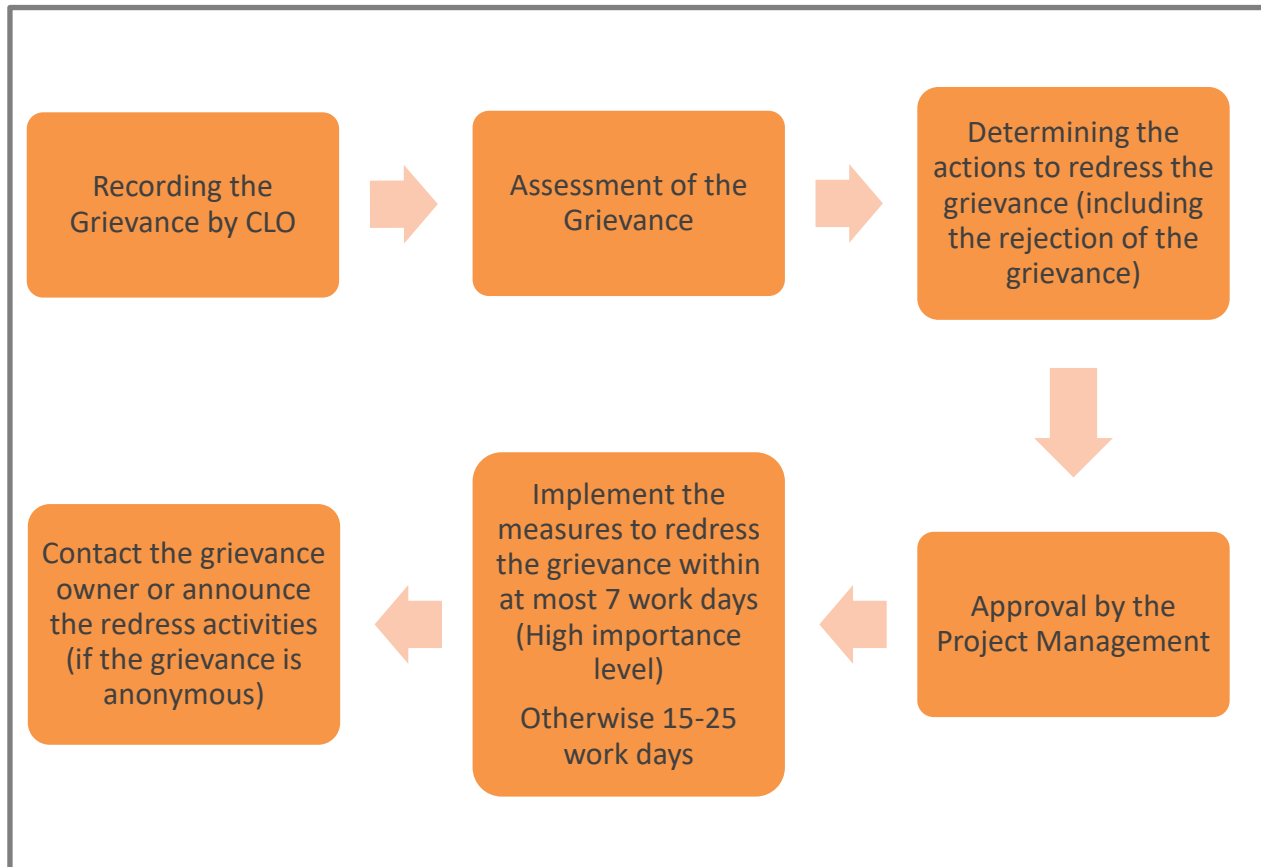 Recording the
Grievance by CLO
Assessment of the
Grievance
Determining the
actions to redress the
grievance (including
the rejection of the
grievance)
Approval by the
Project Management
Implement the
measures to redress
the grievance within
at most 7 work days
(High importance
level)
Otherwise 15-25
work days
Contact the grievance
owner or announce
the redress activities
(if the grievance is
anonymous)